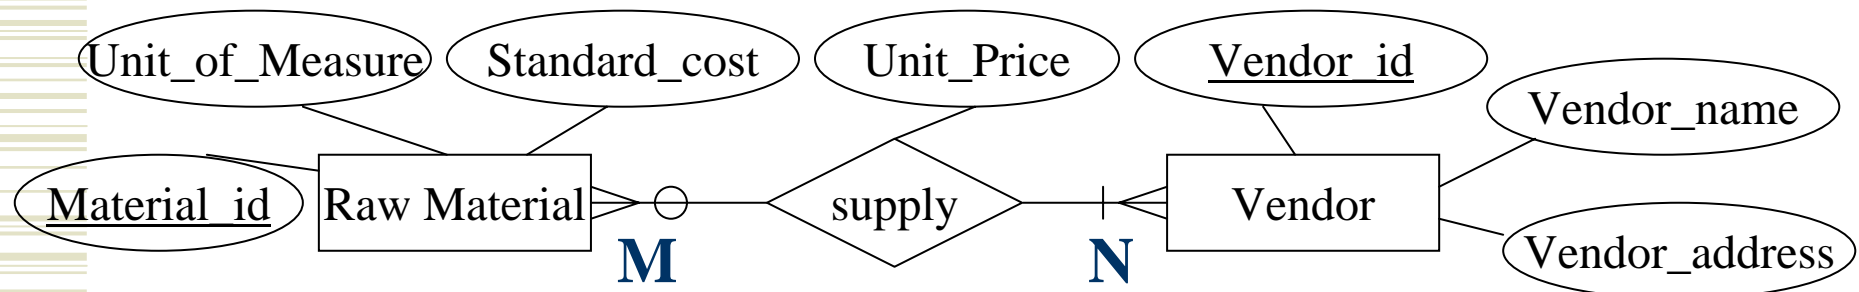 Unit_of_Measure Standard_cost Unit_Price Vendor_id
Vendor_name
Material_id Raw Material supply Vendor
M N
Vendor_address